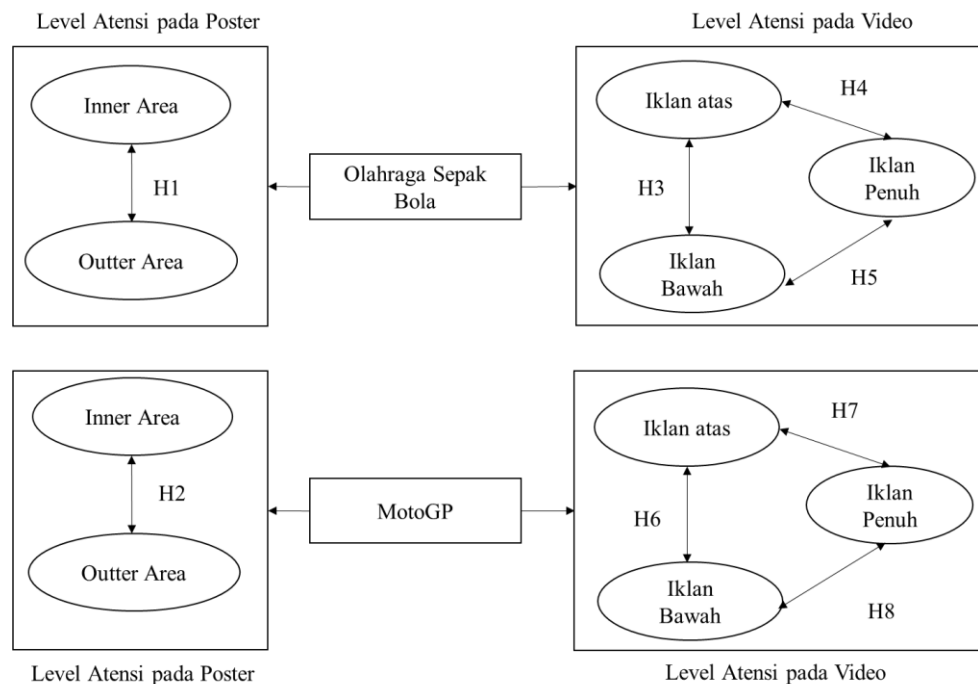 Level Atensi pada Poster
Level Atensi pada Video
Inner Area
H1
Outter Area
Olahraga Sepak
Bola
Iklan atas
H4
H3
Iklan
Penuh
Iklan
Bawah
H5
Inner Area
H2
Outter Area
MotoGP
Iklan atas
H7
H6
Iklan
Penuh
Iklan
Bawah
H8
Level Atensi pada Poster
Level Atensi pada Video